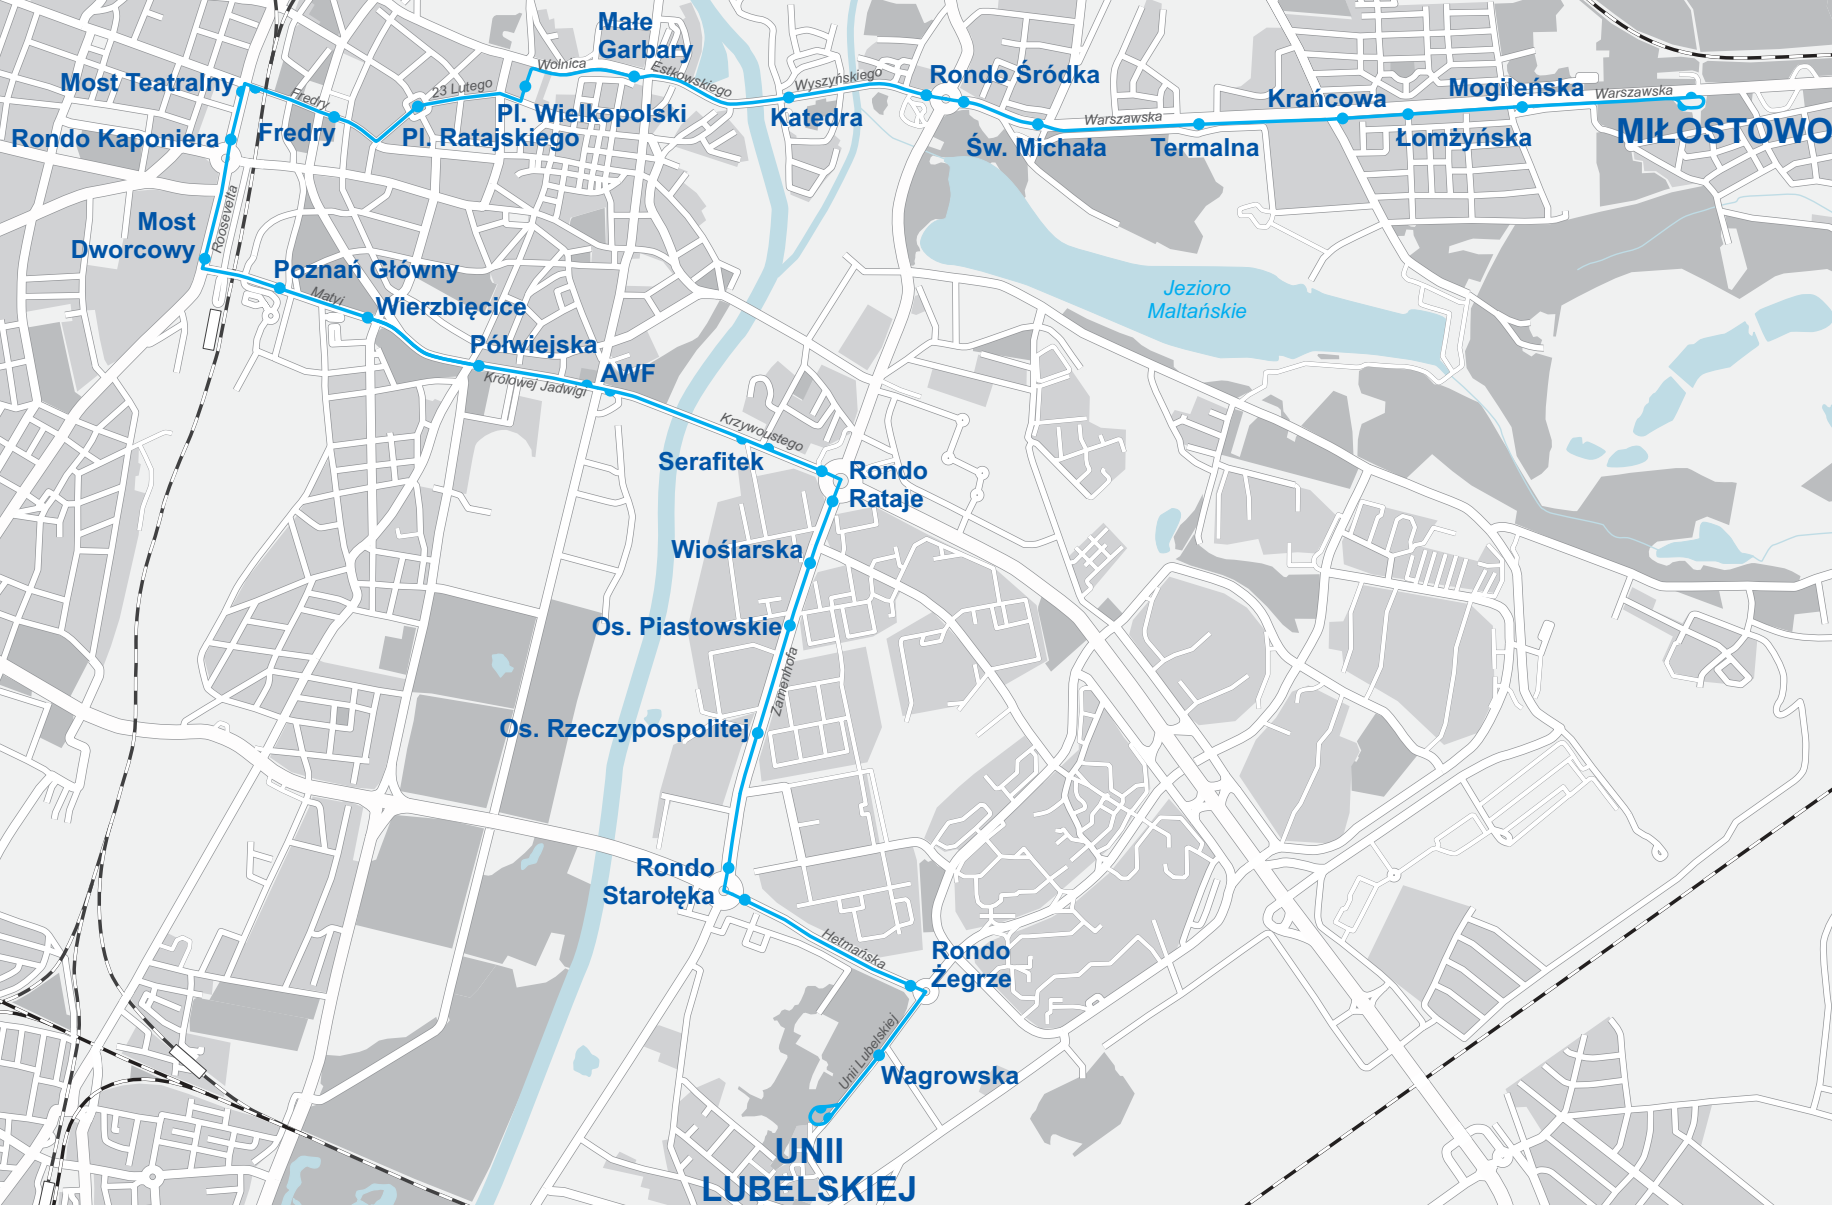 Małe
Garbary
Wolnica
Estkowskiego
Wyszyńskiego
Rondo Śródka
Most Teatralny
Fredry
23 Lutego
Krańcowa
Mogileńska
Warszawska
Pl. Wielkopolski
Katedra
Warszawska
Rondo Kaponiera
Fredry
Pl. Ratajskiego
Św. Michała
Termalna
Łomżyńska
MIŁOSTOWO
Roosevelta
Most
Dworcowy
Poznań Główny
Matyi
Wierzbięcice
Jezioro
Maltańskie
Półwiejska
Królowej Jadwigi
AWF
Krzywoustego
Serafitek
Rondo
Rataje
Wioślarska
Os. Piastowskie
Zamenhofa
Os. Rzeczypospolitej
Rondo
Starołęka
Hetmańska
Rondo
Żegrze
Unii Lubelskiej
Wagrowska
UNII
LUBELSKIEJ